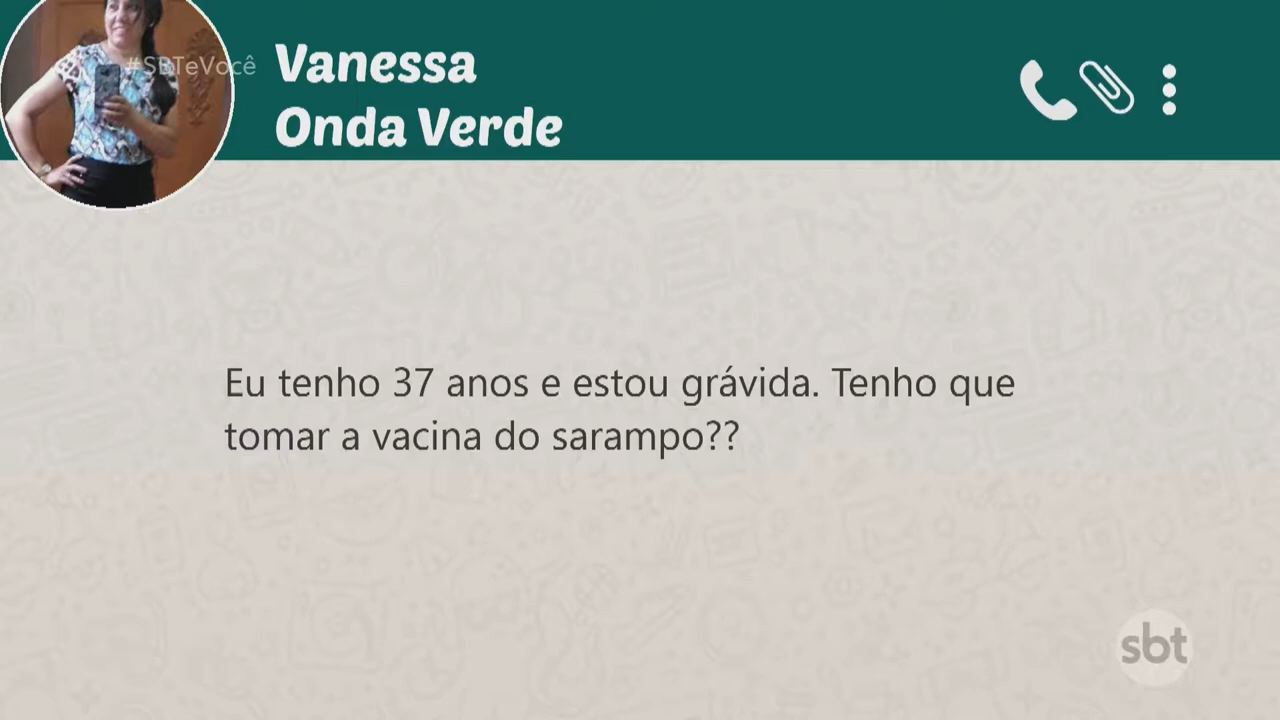 #SBTeVocê
Vanessa
Onda Verde
Eu tenho 37 anos e estou grávida. Tenho que
tomar a vacina do sarampo??
sbt